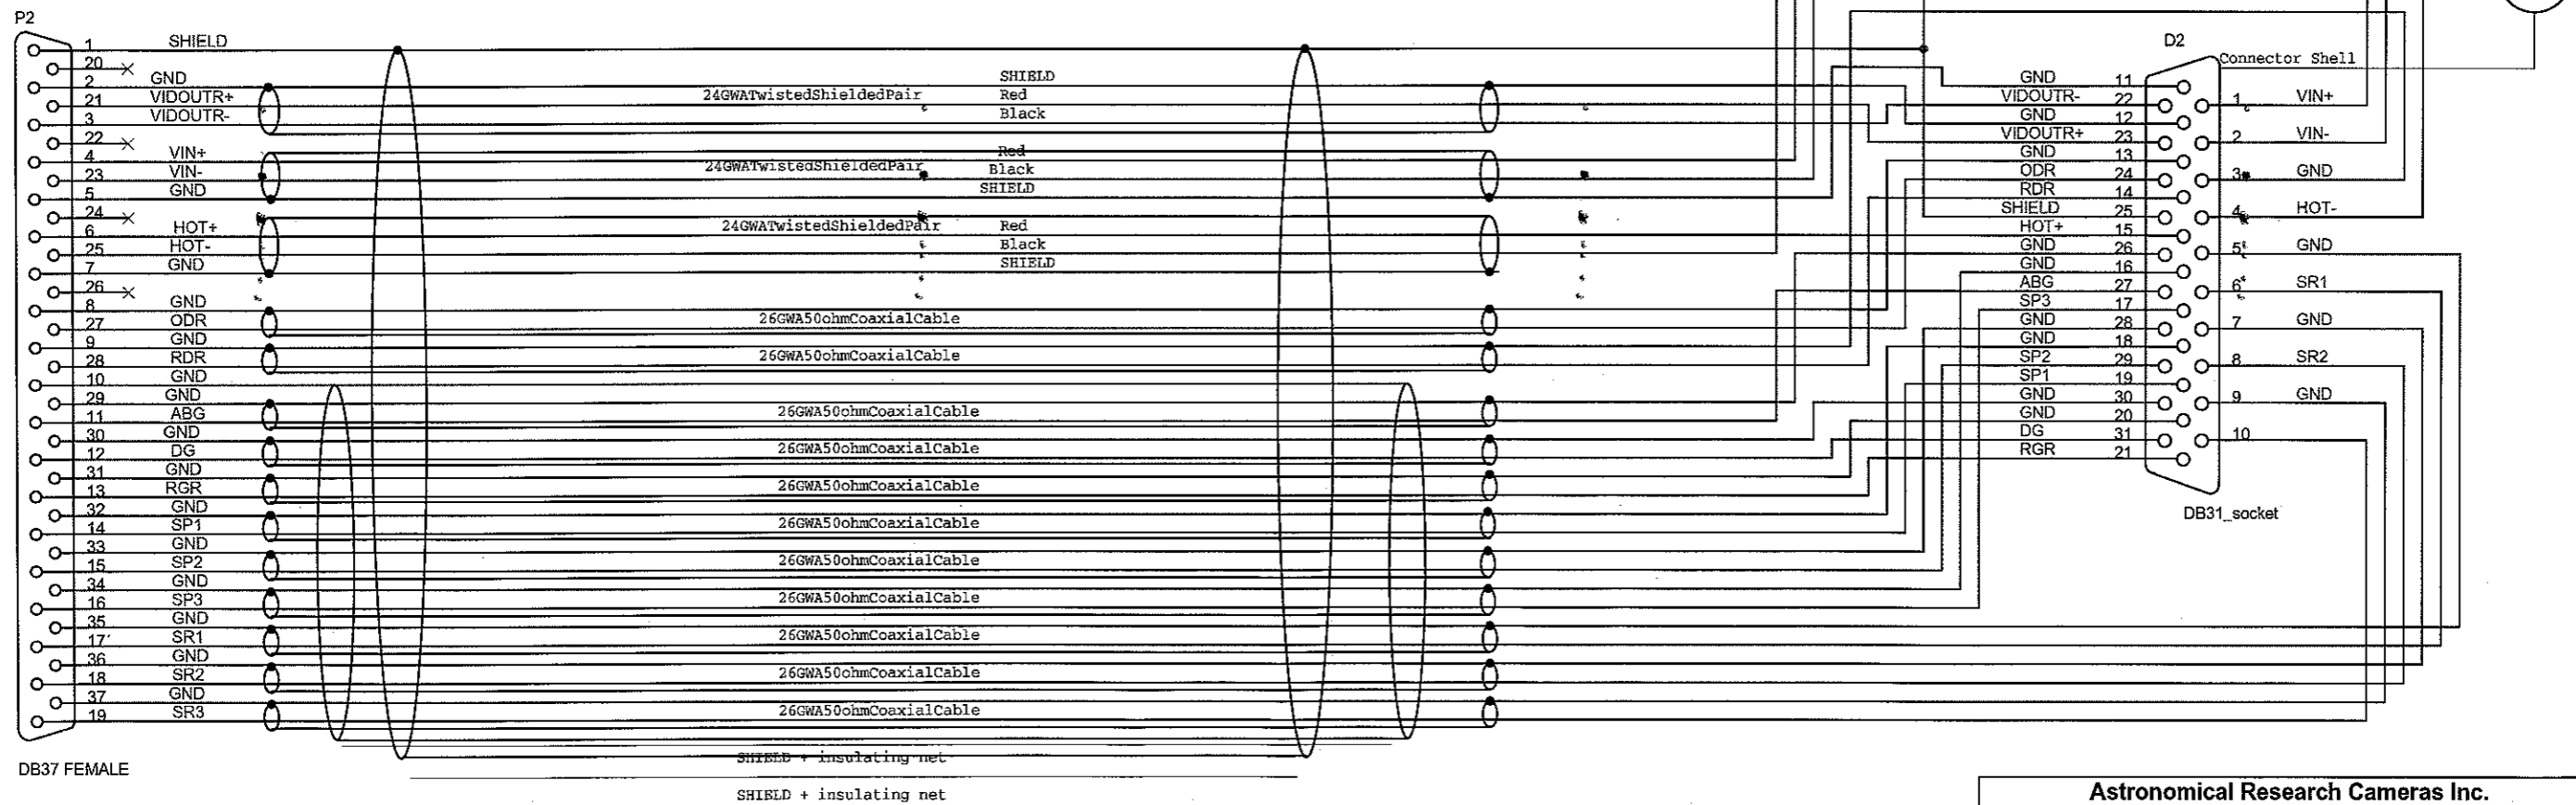 P2
1 SHIELD
20
2 GND
21 VIDOUTR+
3 VIDOUTR-
22
4 VIN+
23 VIN-
5 GND
24
6 HOT+
25 HOT-
7 GND
26
8 GND
27 ODR
9 GND
28 RDR
10 GND
29 GND
11 ABG
30 GND
12 DG
31 GND
13 RGR
32 GND
14 SP1
33 GND
15 SP2
34 GND
16 SP3
35 GND
17 SR1
36 GND
18 SR2
37 GND
19 SR3
DB37 FEMALE
SHIELD
24GWATwistedShieldedPair Red
Black
Red
24GWATwistedShieldedPair Black
SHIELD
24GWATwistedShieldedPair Red
Black
SHIELD
26GWA50ohmCoaxialCable
26GWA50ohmCoaxialCable
26GWA50ohmCoaxialCable
26GWA50ohmCoaxialCable
26GWA50ohmCoaxialCable
26GWA50ohmCoaxialCable
26GWA50ohmCoaxialCable
26GWA50ohmCoaxialCable
26GWA50ohmCoaxialCable
26GWA50ohmCoaxialCable
26GWA50ohmCoaxialCable
SHIELD + insulating net
SHIELD + insulating net
D2
Connector Shell
GND 11
VIDOUTR- 22
GND 12
VIDOUTR+ 23
GND 13
ODR 24
RDR 14
SHIELD 25
HOT+ 15
GND 26
GND 16
ABG 27
SP3 17
GND 28
GND 18
SP2 29
SP1 19
GND 30
GND 20
DG 31
RGR 21
1 VIN+
2 VIN-
3 GND
4 HOT-
5 GND
6 SR1
7 GND
8 SR2
9 GND
10
DB31_socket
Astronomical Research Cameras Inc.